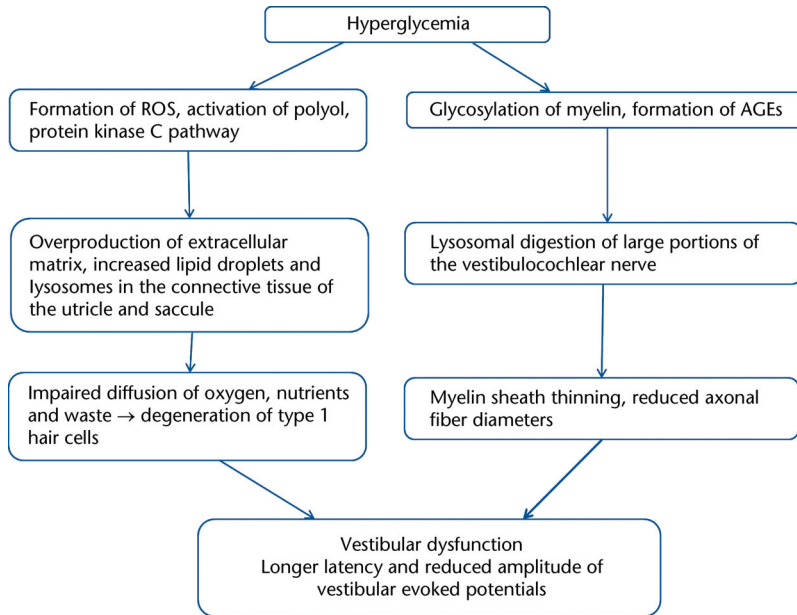 Hyperglycemia
Formation of ROS, activation of polyol,
protein kinase C pathway
Glycosylation of myelin, formation of AGEs
Overproduction of extracellular
matrix, increased lipid droplets and
lysosomes in the connective tissue of
the utricle and saccule
Lysosomal digestion of large portions of
the vestibulocochlear nerve
Impaired diffusion of oxygen, nutrients
and waste → degeneration of type 1
hair cells
Myelin sheath thinning, reduced axonal
fiber diameters
Vestibular dysfunction
Longer latency and reduced amplitude of
vestibular evoked potentials